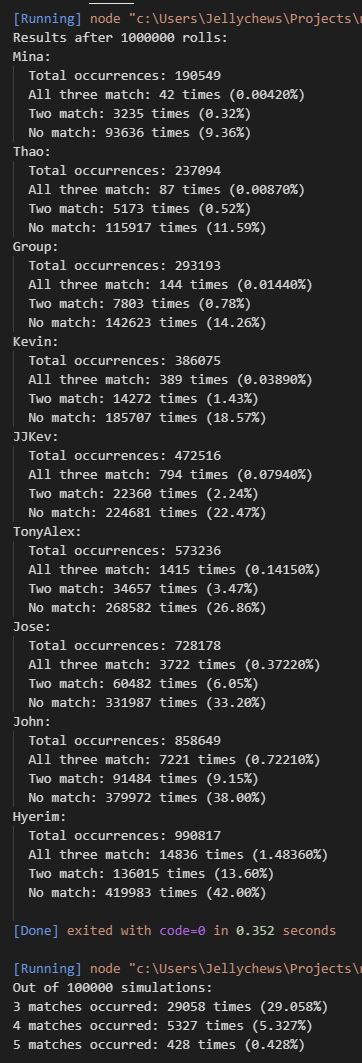 [Running] node "c:\Users\Jellychews\Projects\
Results after 1000000 rolls:
Mina:
Total occurrences: 190549
All three match: 42 times (0.00420%)
Two match: 3235 times (0.32%)
No match: 93636 times (9.36%)
Thao:
Total occurrences: 237094
All three match: 87 times (0.00870%)
Two match: 5173 times (0.52%)
No match: 115917 times (11.59%)
Group:
Total occurrences: 293193
All three match: 144 times (0.01440%)
Two match: 7803 times (0.78%)
No match: 142623 times (14.26%)
Kevin:
Total occurrences: 386075
All three match: 389 times (0.03890%)
Two match: 14272 times (1.43%)
No match: 185707 times (18.57%)
JJKev:
Total occurrences: 472516
All three match: 794 times (0.07940%)
Two match: 22360 times (2.24%)
No match: 224681 times (22.47%)
TonyAlex:
Total occurrences: 573236
All three match: 1415 times (0.14150%)
Two match: 34657 times (3.47%)
No match: 268582 times (26.86%)
Jose:
Total occurrences: 728178
All three match: 3722 times (0.37220%)
Two match: 60482 times (6.05%)
No match: 331987 times (33.20%)
John:
Total occurrences: 858649
All three match: 7221 times (0.72210%)
Two match: 91484 times (9.15%)
No match: 379972 times (38.00%)
Hyerim:
Total occurrences: 990817
All three match: 14836 times (1.48360%)
Two match: 136015 times (13.60%)
No match: 419983 times (42.00%)
[Done] exited with code=0 in 0.352 seconds
[Running] node "c:\Users\Jellychews\Projects\
Out of 100000 simulations:
3 matches occurred: 29058 times (29.058%)
4 matches occurred: 5327 times (5.327%)
5 matches occurred: 428 times (0.428%)